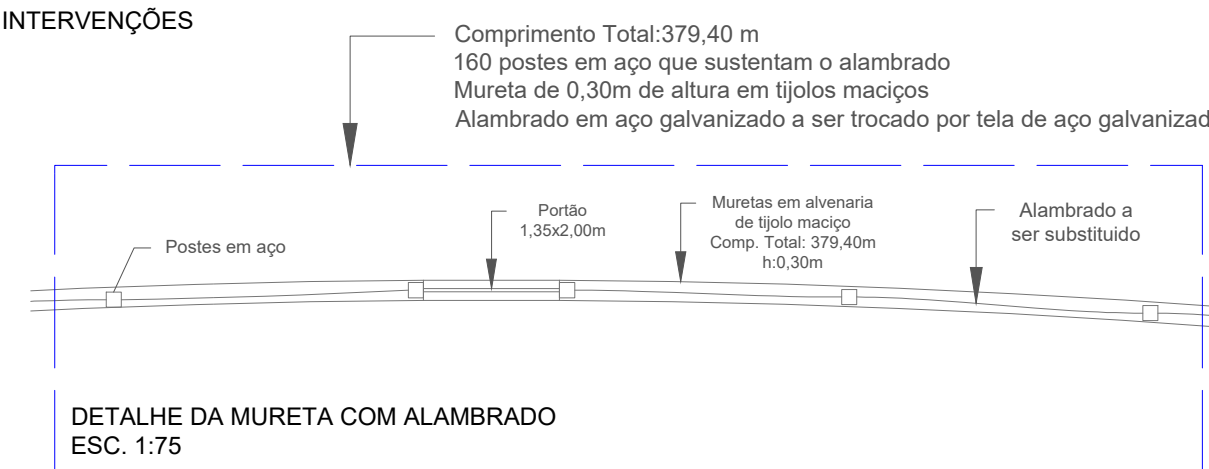 INTERVENÇÕES
Comprimento Total:379,40 m
160 postes em aço que sustentam o alambrado
Mureta de 0,30m de altura em tijolos maciços
Alambrado em aço galvanizado a ser trocado por tela de aço galvanizad
Postes em aço
Portão
1,35x2,00m
Muretas em alvenaria
de tijolo maciço
Comp. Total: 379,40m
h:0,30m
Alambrado a
ser substituido
DETALHE DA MURETA COM ALAMBRADO
ESC. 1:75